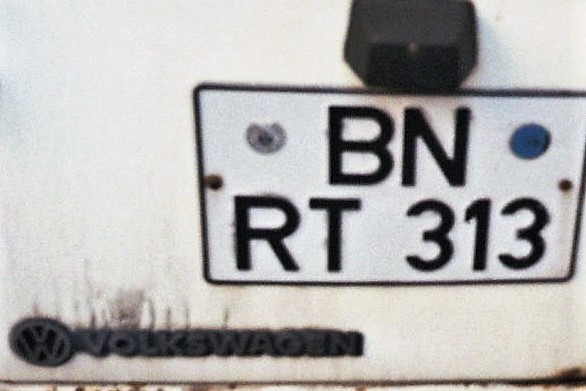 BN
RT 313
VOLKSWAGEN